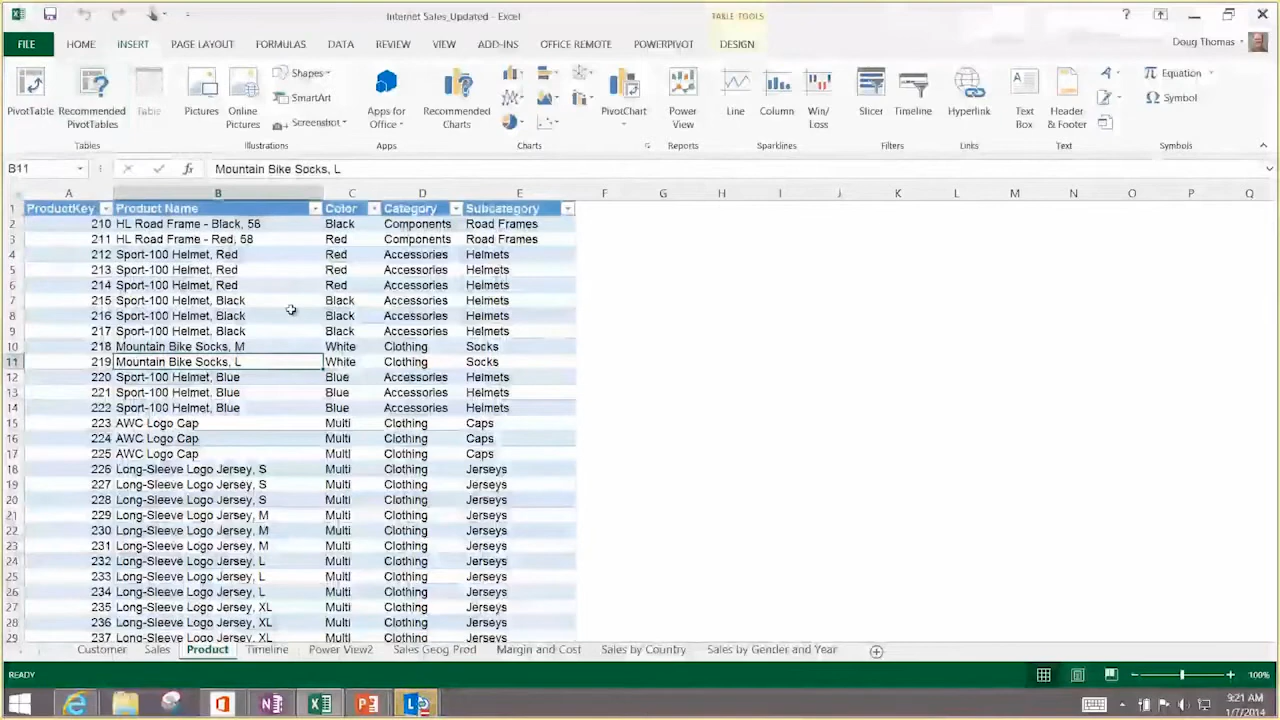 Internet Sales_Updated - Excel
TABLE TOOLS
?
FILE HOME INSERT PAGE LAYOUT FORMULAS DATA REVIEW VIEW ADD-INS OFFICE REMOTE POWERPIVOT DESIGN
Doug Thomas
PivotTable
Recommended PivotTables
Table
Pictures
Online Pictures
Shapes
SmartArt
Screenshot
Apps for Office
Recommended Charts
PivotChart
Power View
Line
Column
Win/ Loss
Slicer
Timeline
Hyperlink
Text Box
Header & Footer
Equation
Symbol
Tables Illustrations Apps Charts Reports Sparklines Filters Links Text Symbols
B11 fx Mountain Bike Socks, L
A B C D E F G H I J K L M N O P Q
1 ProductKey Product Name Color Category Subcategory
2 210 HL Road Frame - Black, 58 Black Components Road Frames
3 211 HL Road Frame - Red, 58 Red Components Road Frames
4 212 Sport-100 Helmet, Red Red Accessories Helmets
5 213 Sport-100 Helmet, Red Red Accessories Helmets
6 214 Sport-100 Helmet, Red Red Accessories Helmets
7 215 Sport-100 Helmet, Black Black Accessories Helmets
8 216 Sport-100 Helmet, Black Black Accessories Helmets
9 217 Sport-100 Helmet, Black Black Accessories Helmets
10 218 Mountain Bike Socks, M White Clothing Socks
11 219 Mountain Bike Socks, L White Clothing Socks
12 220 Sport-100 Helmet, Blue Blue Accessories Helmets
13 221 Sport-100 Helmet, Blue Blue Accessories Helmets
14 222 Sport-100 Helmet, Blue Blue Accessories Helmets
15 223 AWC Logo Cap Multi Clothing Caps
16 224 AWC Logo Cap Multi Clothing Caps
17 225 AWC Logo Cap Multi Clothing Caps
18 226 Long-Sleeve Logo Jersey, S Multi Clothing Jerseys
19 227 Long-Sleeve Logo Jersey, S Multi Clothing Jerseys
20 228 Long-Sleeve Logo Jersey, S Multi Clothing Jerseys
21 229 Long-Sleeve Logo Jersey, M Multi Clothing Jerseys
22 230 Long-Sleeve Logo Jersey, M Multi Clothing Jerseys
23 231 Long-Sleeve Logo Jersey, M Multi Clothing Jerseys
24 232 Long-Sleeve Logo Jersey, L Multi Clothing Jerseys
25 233 Long-Sleeve Logo Jersey, L Multi Clothing Jerseys
26 234 Long-Sleeve Logo Jersey, L Multi Clothing Jerseys
27 235 Long-Sleeve Logo Jersey, XL Multi Clothing Jerseys
28 236 Long-Sleeve Logo Jersey, XL Multi Clothing Jerseys
29 237 Long-Sleeve Logo Jersey, XL Multi Clothing Jerseys
Customer Sales Product Timeline Power View2 Sales Geog Prod Margin and Cost Sales by Country Sales by Gender and Year
READY
100%
9:21 AM
1/7/2014